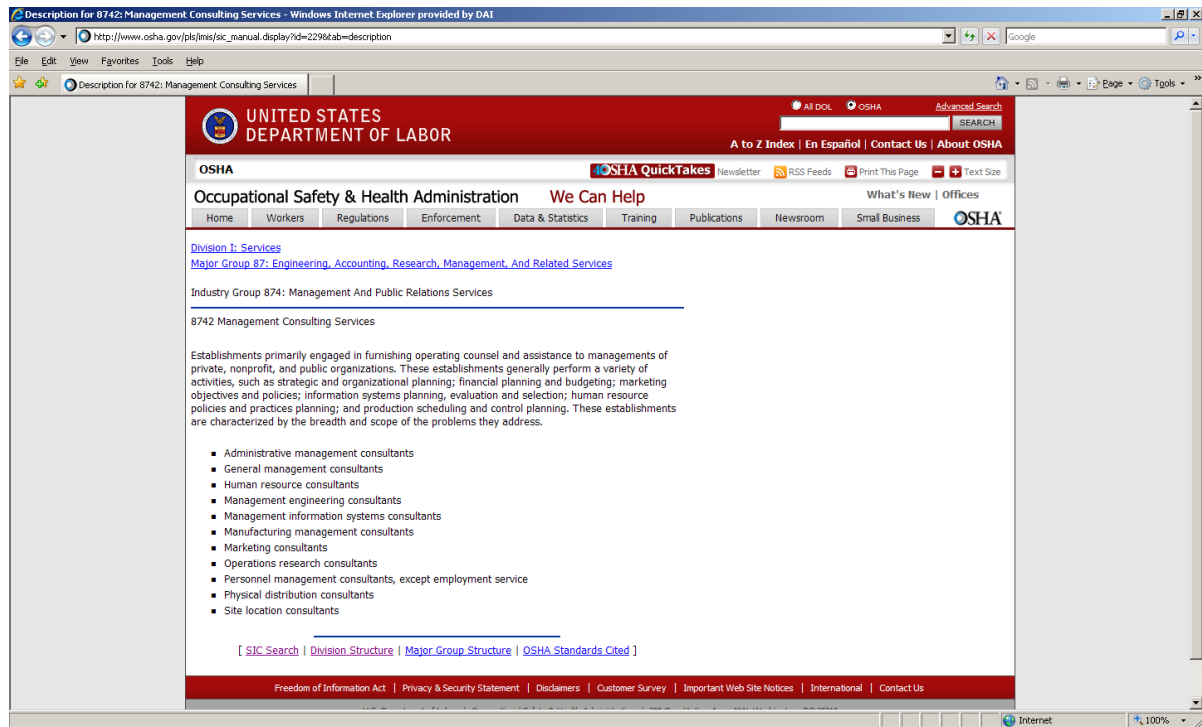 Description for 8742: Management Consulting Services - Windows Internet Explorer provided by DAI
http://www.osha.gov/pls/imis/sic_manual.display?id=229&tab=description
Google
File Edit View Favorites Tools Help
Description for 8742: Management Consulting Services
Page Tools
UNITED STATES
DEPARTMENT OF LABOR
All DOL OSHA Advanced Search
SEARCH
A to Z Index | En Español | Contact Us | About OSHA
OSHA
40 OSHA QuickTakes Newsletter RSS Feeds Print This Page Text Size
Occupational Safety & Health Administration We Can Help
What's New | Offices
Home Workers Regulations Enforcement Data & Statistics Training Publications Newsroom Small Business OSHA
Division I: Services
Major Group 87: Engineering, Accounting, Research, Management, And Related Services
Industry Group 874: Management And Public Relations Services
8742 Management Consulting Services
Establishments primarily engaged in furnishing operating counsel and assistance to managements of
private, nonprofit, and public organizations. These establishments generally perform a variety of
activities, such as strategic and organizational planning; financial planning and budgeting; marketing
objectives and policies; information systems planning, evaluation and selection; human resource
policies and practices planning; and production scheduling and control planning. These establishments
are characterized by the breadth and scope of the problems they address.
Administrative management consultants
General management consultants
Human resource consultants
Management engineering consultants
Management information systems consultants
Manufacturing management consultants
Marketing consultants
Operations research consultants
Personnel management consultants, except employment service
Physical distribution consultants
Site location consultants
[ SIC Search | Division Structure | Major Group Structure | OSHA Standards Cited ]
Freedom of Information Act | Privacy & Security Statement | Disclaimers | Customer Survey | Important Web Site Notices | International | Contact Us
Internet 100%